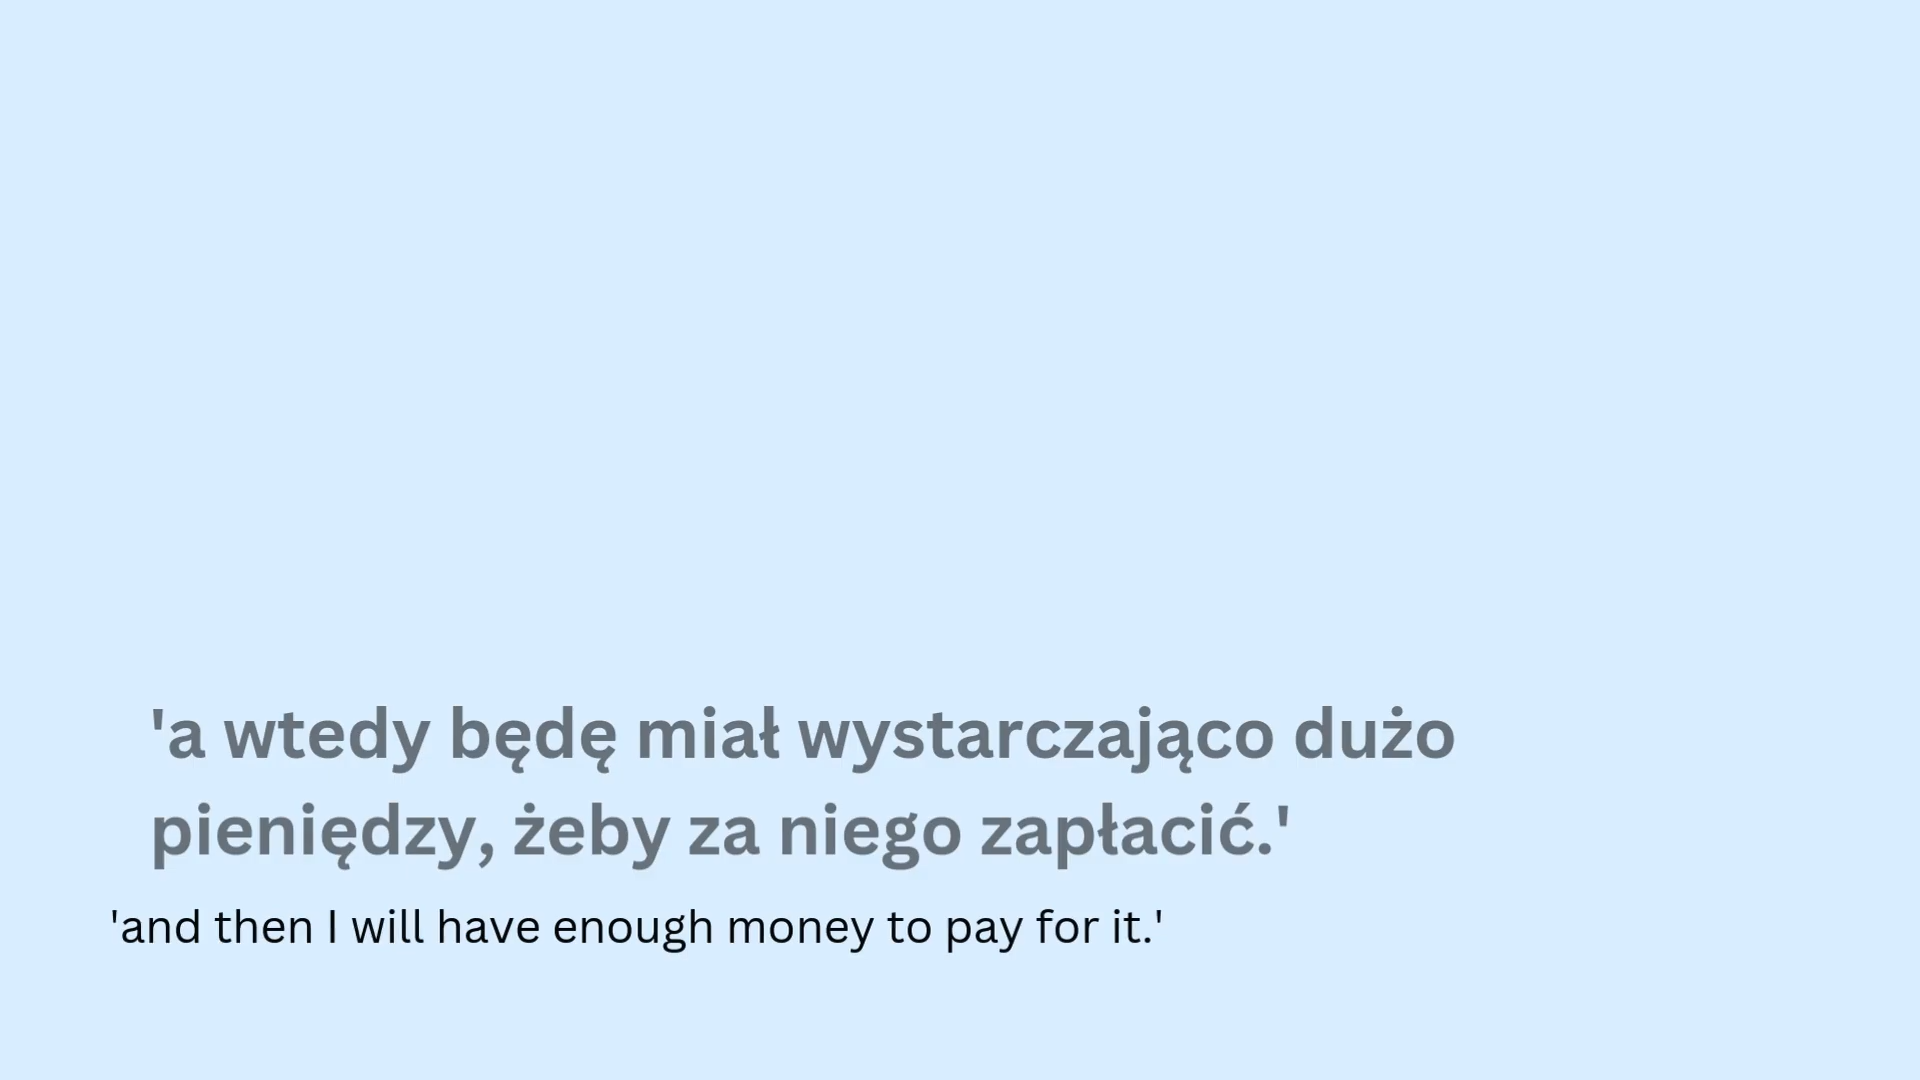 'a wtedy będę miał wystarczająco dużo
pieniędzy, żeby za niego zapłacić.'
'and then I will have enough money to pay for it.'